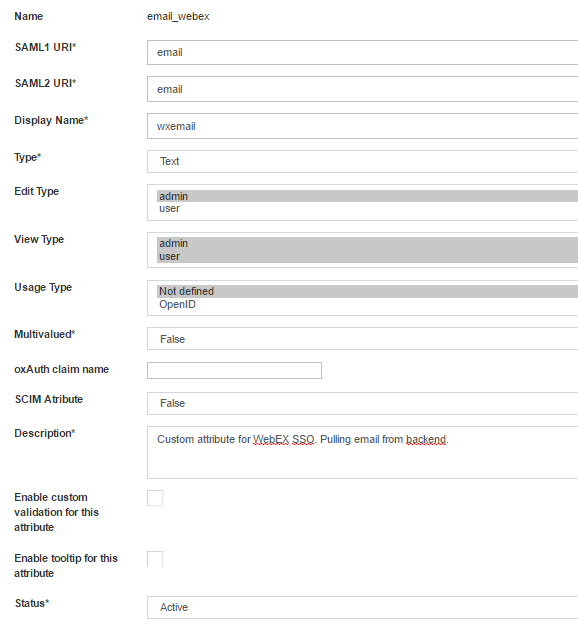 Name email_webex
SAML1 URI* email
SAML2 URI* email
Display Name* wxemail
Type* Text
Edit Type admin
user
View Type admin
user
Usage Type Not defined
OpenID
Multivalued* False
oxAuth claim name
SCIM Atribute False
Description* Custom attribute for WebEX SSO. Pulling email from backend.
Enable custom
validation for this
attribute
Enable tooltip for this
attribute
Status* Active